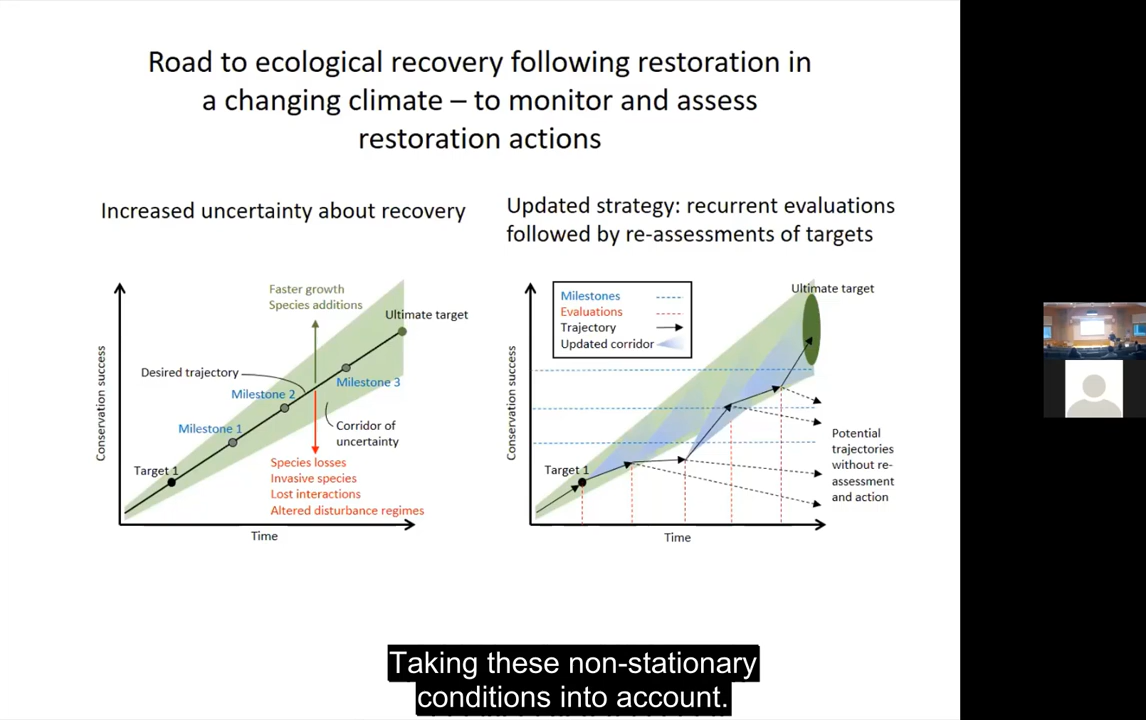 Road to ecological recovery following restoration in
a changing climate – to monitor and assess
restoration actions
Increased uncertainty about recovery
Conservation success
Faster growth
Species additions
Ultimate target
Desired trajectory
Milestone 3
Milestone 2
Milestone 1
Corridor of
uncertainty
Target 1
Species losses
Invasive species
Lost interactions
Altered disturbance regimes
Time
Updated strategy: recurrent evaluations
followed by re-assessments of targets
Conservation success
Milestones
Evaluations
Trajectory
Updated corridor
Ultimate target
Target 1
Potential
trajectories
without re-
assessment
and action
Time
Taking these non-stationary
conditions into account.